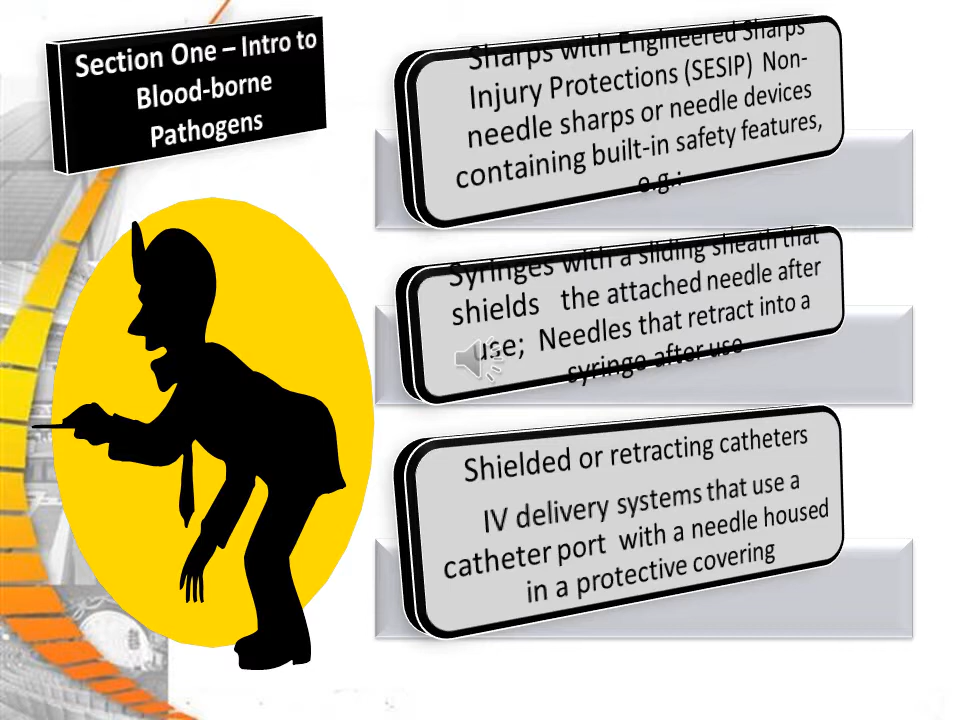 Section One – Intro to
Blood-borne
Pathogens
Sharps with Engineered Sharps
Injury Protections (SESIP) Non-
needle sharps or needle devices
containing built-in safety features,
e.g.:
Syringes with a sliding sheath that
shields the attached needle after
use; Needles that retract into a
syringe after use
Shielded or retracting catheters
IV delivery systems that use a
catheter port with a needle housed
in a protective covering